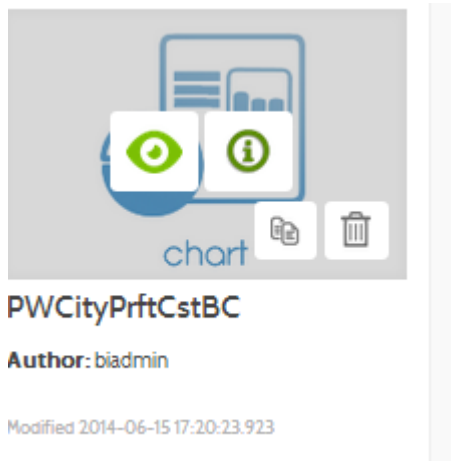 chart
PWCityPrftCstBC
Author: biadmin
Modified 2014-06-15 17:20:23.923